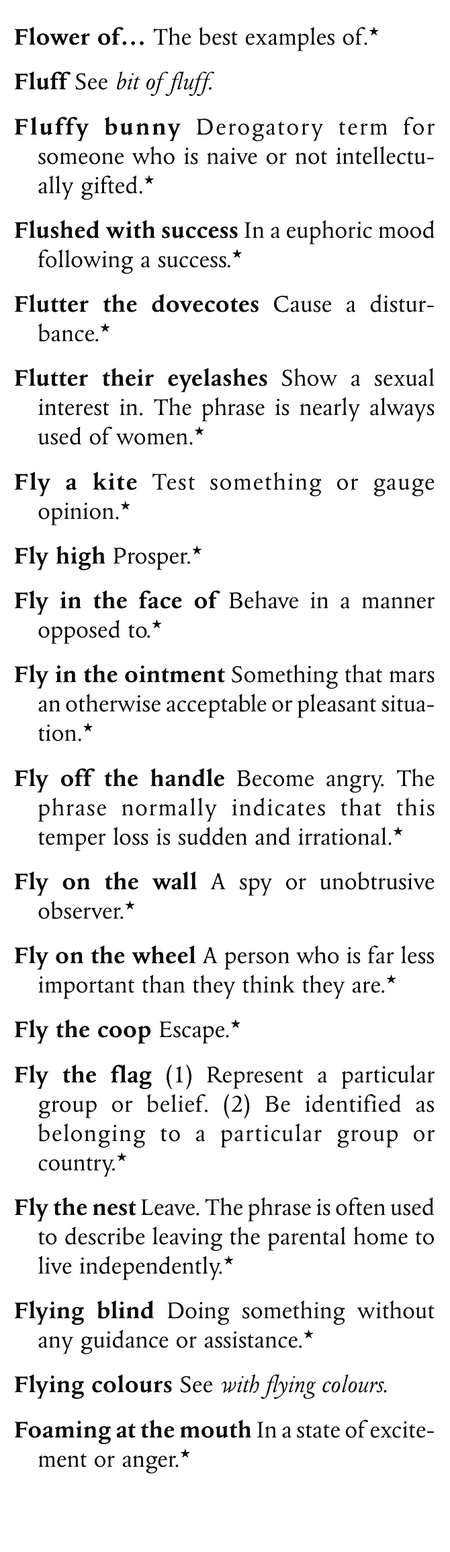 Flower of… The best examples of.★
Fluff See bit of fluff.
Fluffy bunny Derogatory term for
someone who is naive or not intellectu-
ally gifted.★
Flushed with success In a euphoric mood
following a success.★
Flutter the dovecotes Cause a distur-
bance.★
Flutter their eyelashes Show a sexual
interest in. The phrase is nearly always
used of women.★
Fly a kite Test something or gauge
opinion.★
Fly high Prosper.★
Fly in the face of Behave in a manner
opposed to.★
Fly in the ointment Something that mars
an otherwise acceptable or pleasant situa-
tion.★
Fly off the handle Become angry. The
phrase normally indicates that this
temper loss is sudden and irrational.★
Fly on the wall A spy or unobtrusive
observer.★
Fly on the wheel A person who is far less
important than they think they are.★
Fly the coop Escape.★
Fly the flag (1) Represent a particular
group or belief. (2) Be identified as
belonging to a particular group or
country.★
Fly the nest Leave. The phrase is often used
to describe leaving the parental home to
live independently.★
Flying blind Doing something without
any guidance or assistance.★
Flying colours See with flying colours.
Foaming at the mouth In a state of excite-
ment or anger.★